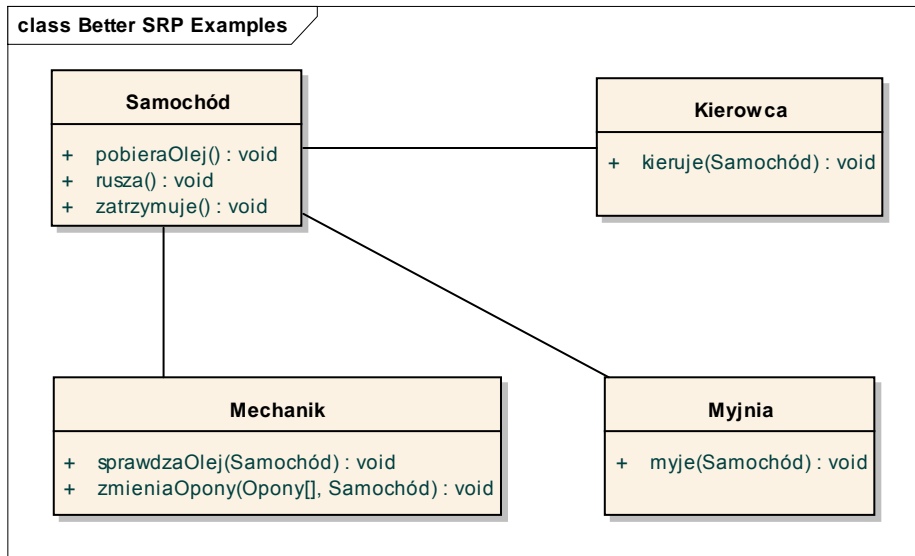 class Better SRP Examples
Samochód
+ pobieraOlej() : void
+ rusza() : void
+ zatrzymuje() : void
Kierowca
+ kieruje(Samochód) : void
Mechanik
+ sprawdzaOlej(Samochód) : void
+ zmieniaOpony(Opony[], Samochód) : void
Myjnia
+ myje(Samochód) : void